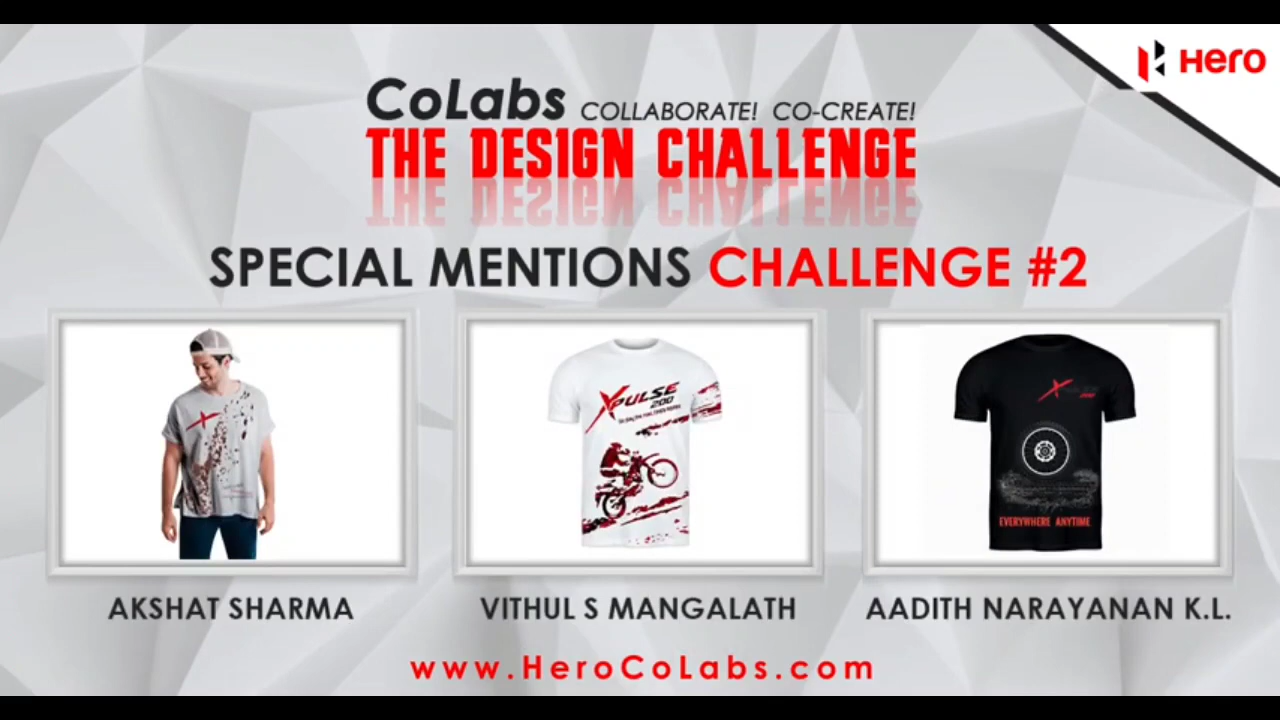 Hero
CoLabs COLLABORATE! CO-CREATE!
THE DESIGN CHALLENGE
SPECIAL MENTIONS CHALLENGE #2
XPULSE
200
EVERYWHERE ANYTIME
AKSHAT SHARMA
VITHUL S MANGALATH
AADITH NARAYANAN K.L.
www.HeroCoLabs.com